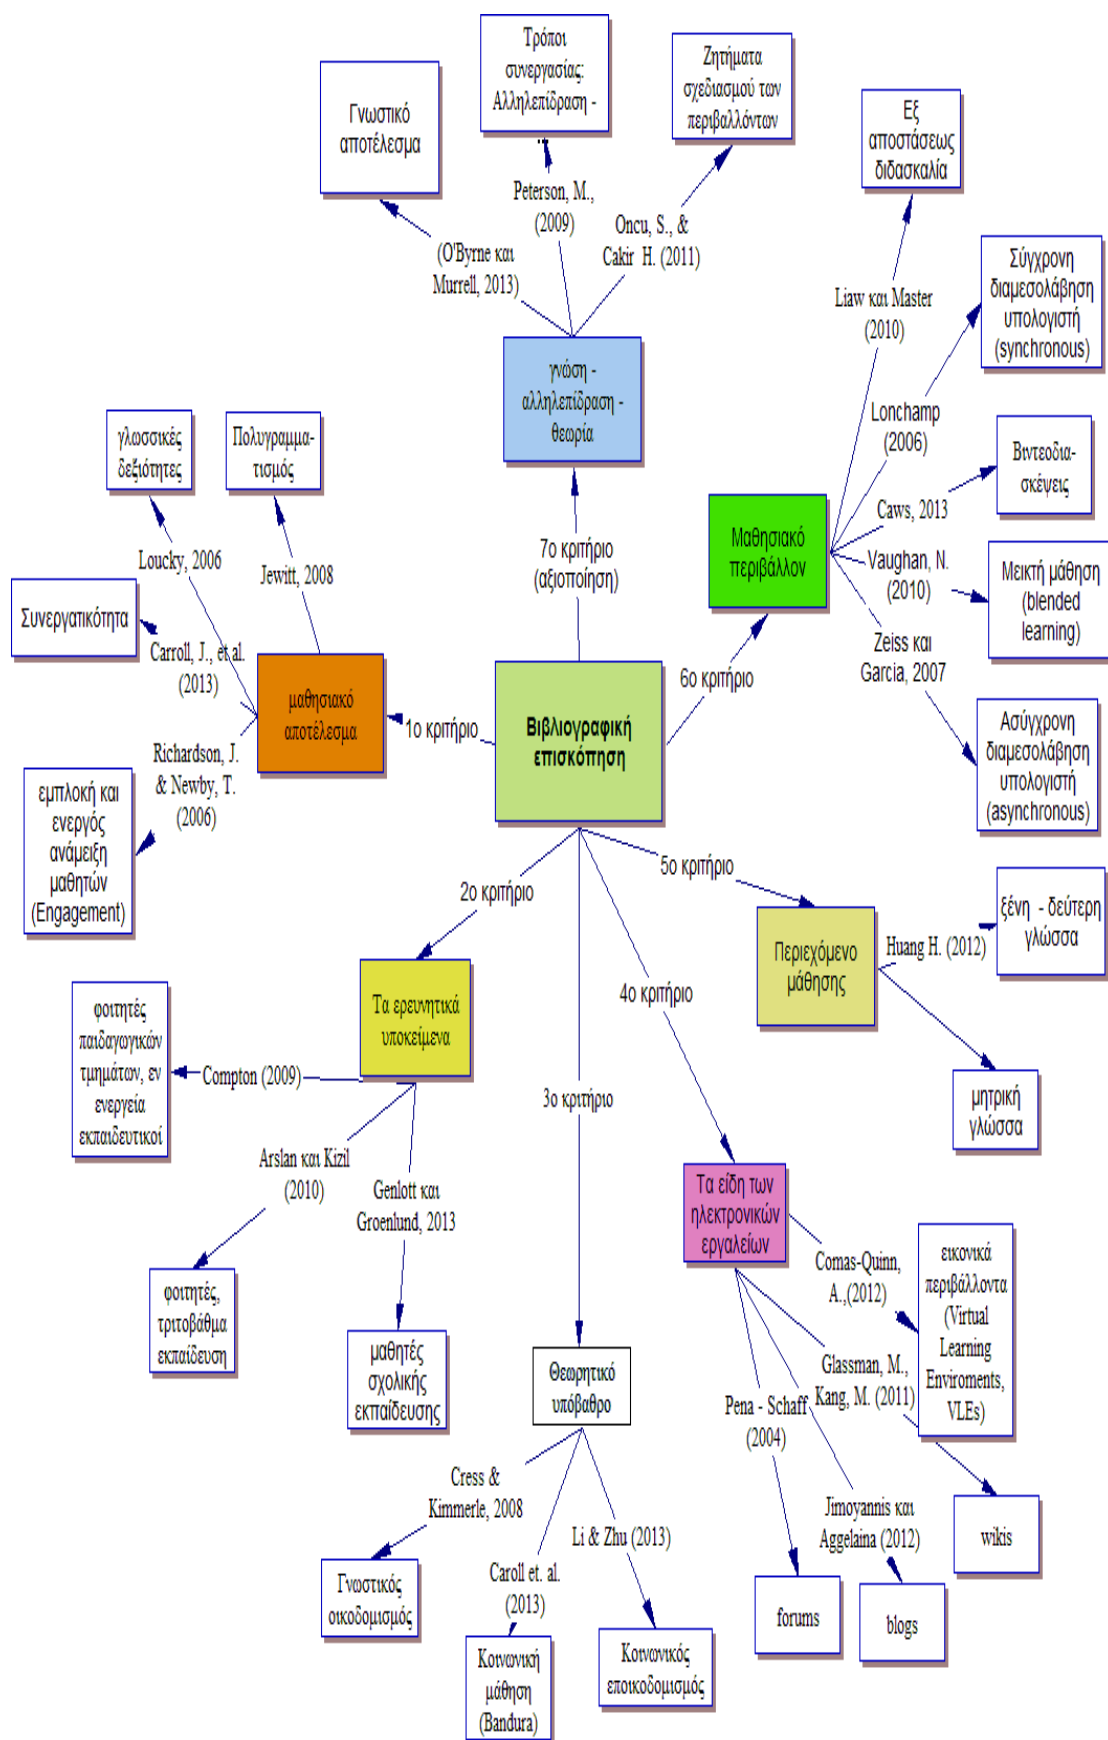 Τρόποι
συνεργασίας:
Αλληλεπίδραση -
Ζητήματα
σχεδιασμού των
περιβαλλόντων
Γνωστικό
αποτέλεσμα
Εξ
αποστάσεως
διδασκαλία
Peterson, M.,
(2009)
Oncu, S., &
Cakir H. (2011)
(O'Byrne και
Murrell, 2013)
Σύγχρονη
διαμεσολάβηση
υπολογιστή
(synchronous)
Liaw και Master
(2010)
γνώση -
αλληλεπίδραση -
θεωρία
Lonchamp
(2006)
γλωσσικές
δεξιότητες
Πολυγραμμα-
τισμός
Βιντεοδια-
σκέψεις
Caws, 2013
Μαθησιακό
περιβάλλον
7ο κριτήριο
(αξιοποίηση)
Loucky, 2006
Jewitt, 2008
Vaughan, N.
(2010)
Μεικτή μάθηση
(blended
learning)
Συνεργατικότητα
Carroll, J., et al.
(2013)
Zeiss και
Garcia, 2007
μαθησιακό
αποτέλεσμα
1ο κριτήριο
Βιβλιογραφική
επισκόπηση
6ο κριτήριο
Ασύγχρονη
διαμεσολάβηση
υπολογιστή
(asynchronous)
Richardson, J.
& Newby, T.
(2006)
εμπλοκή και
ενεργός
ανάμειξη
μαθητών
(Engagement)
2ο κριτήριο
5ο κριτήριο
ξένη - δεύτερη
γλώσσα
Huang H. (2012)
Περιεχόμενο
μάθησης
4ο κριτήριο
Τα ερευνητικά
υποκείμενα
φοιτητές
παιδαγωγικών
τμημάτων, εν
ενεργεία
εκπαιδευτικοί
Compton (2009)
3ο κριτήριο
μητρική
γλώσσα
Arslan και Kizil
(2010)
Genlott και
Groenlund, 2013
Τα είδη των
ηλεκτρονικών
εργαλείων
Comas-Quinn,
A.,(2012)
εικονικά
περιβάλλοντα
(Virtual
Learning
Enviroments,
VLEs)
φοιτητές,
τριτοβάθμα
εκπαίδευση
μαθητές
σχολικής
εκπαίδευσης
Θεωρητικό
υπόβαθρο
Glassman, M.,
Kang, M. (2011)
Pena - Schaff
(2004)
Cress &
Kimmerle, 2008
Li & Zhu (2013)
Jimoyannis και
Aggelaina (2012)
wikis
Caroll et. al.
(2013)
Γνωστικός
οικοδομισμός
forums
blogs
Κοινωνική
μάθηση
(Bandura)
Κοινωνικός
εποικοδομισμός